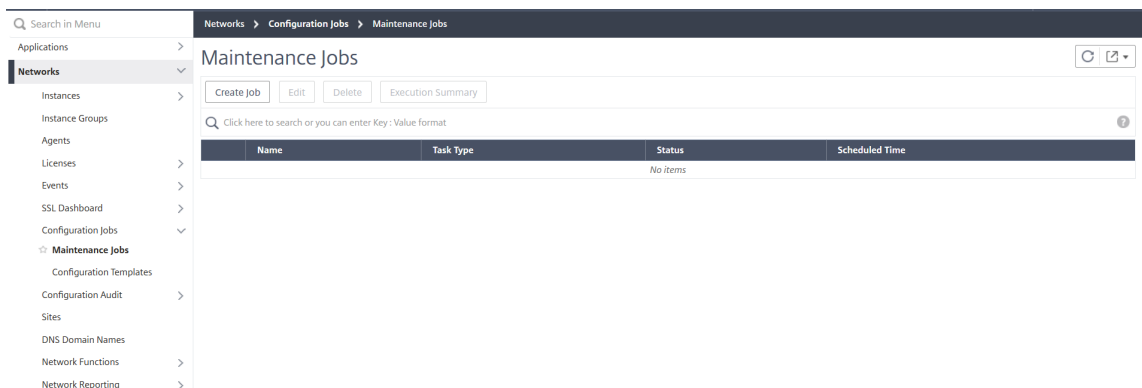 Search in Menu
Applications
Networks
Instances
Instance Groups
Agents
Licenses
Events
SSL Dashboard
Configuration Jobs
Maintenance Jobs
Configuration Templates
Configuration Audit
Sites
DNS Domain Names
Network Functions
Network Reporting
Networks > Configuration Jobs > Maintenance Jobs
Maintenance Jobs
Create Job Edit Delete Execution Summary
Click here to search or you can enter Key : Value format ?
Name Task Type Status Scheduled Time
No items